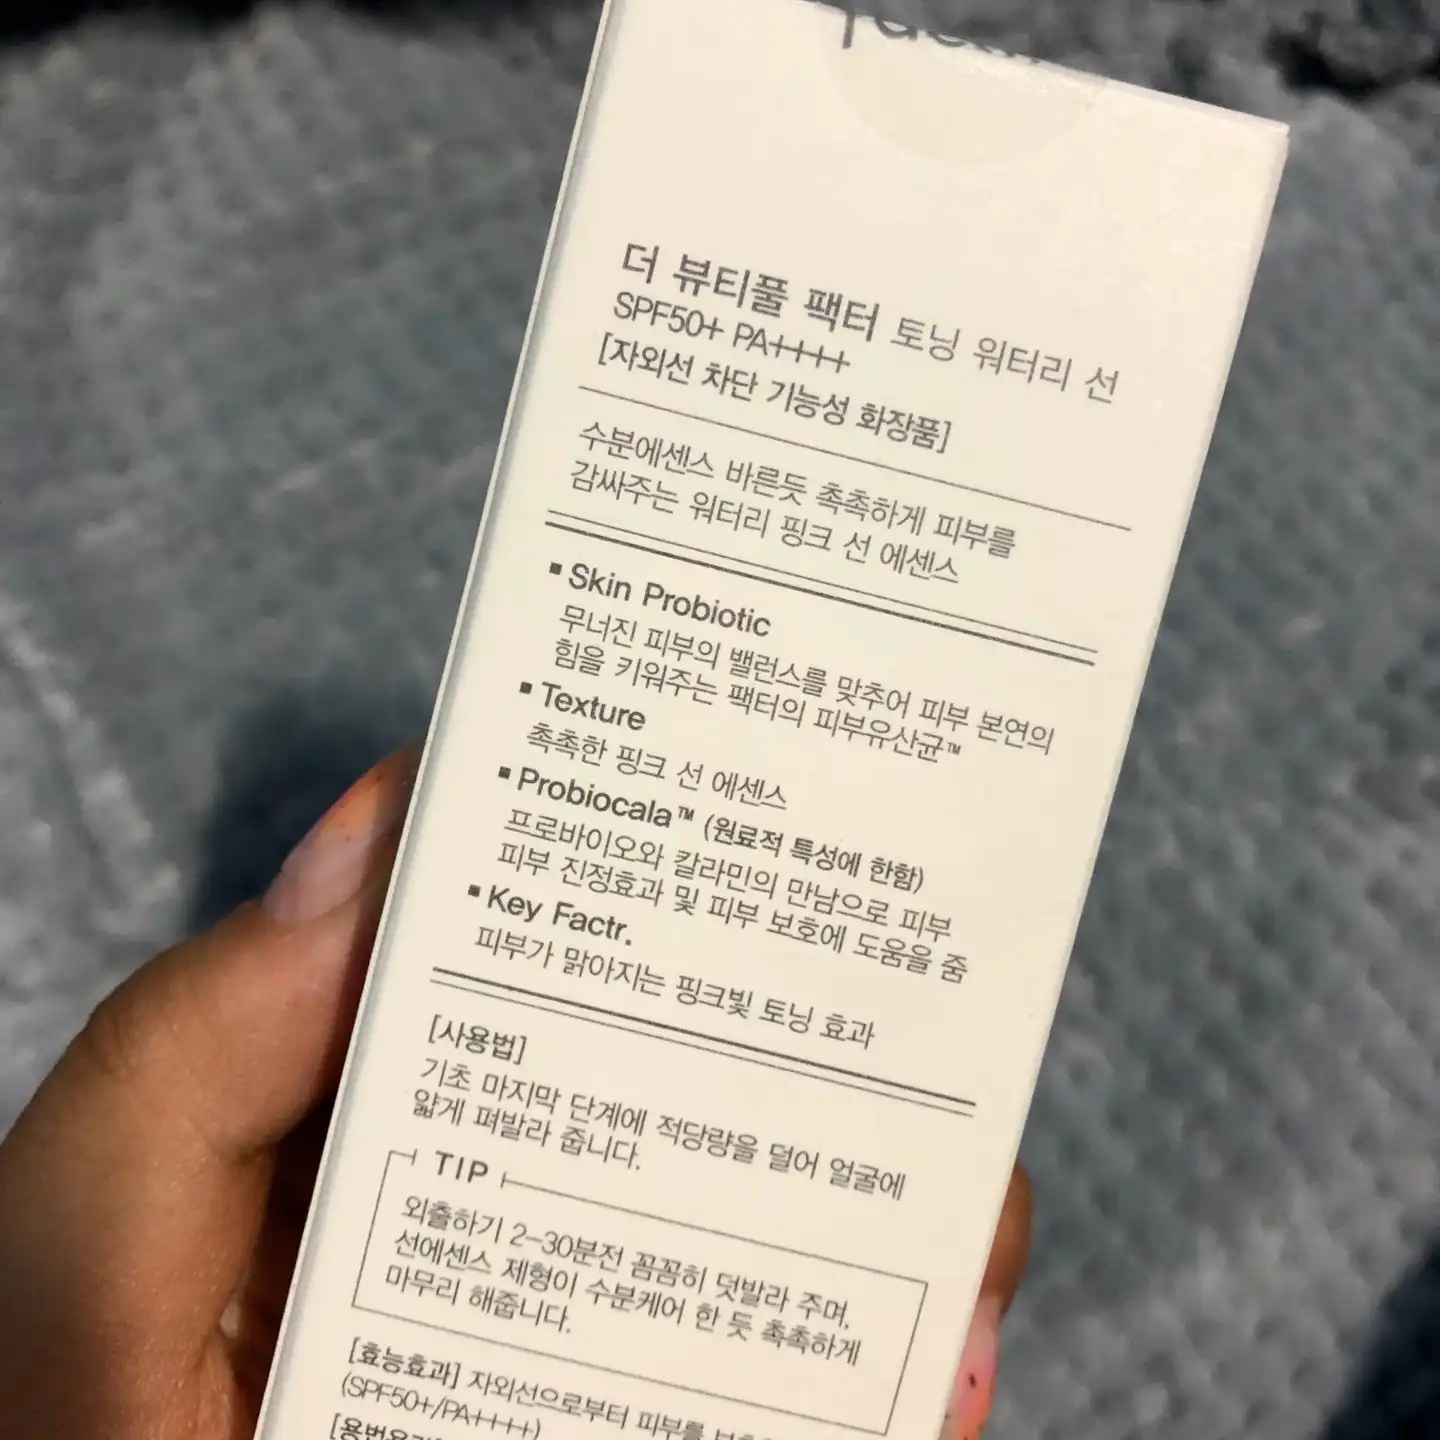 더 뷰티풀 팩터 토닝 워터리 선
SPF50+ PA++++
[자외선 차단 기능성 화장품]
수분에센스 바른듯 촉촉하게 피부를
감싸주는 워터리 핑크 선 에센스
▪ Skin Probiotic
무너진 피부의 밸런스를 맞추어 피부 본연의
힘을 키워주는 팩터의 피부유산균™
▪ Texture
촉촉한 핑크 선 에센스
▪ Probiocala™ (원료적 특성에 한함)
프로바이오와 칼라민의 만남으로 피부
피부 진정효과 및 피부 보호에 도움을 줌
▪ Key Factr.
피부가 맑아지는 핑크빛 토닝 효과
[사용법]
기초 마지막 단계에 적당량을 덜어 얼굴에
얇게 펴발라 줍니다.
TIP
외출하기 2-30분전 꼼꼼히 덧발라 주며,
선에센스 제형이 수분케어 한 듯 촉촉하게
마무리 해줍니다.
[효능효과] 자외선으로부터 피부를
(SPF50+/PA++++)